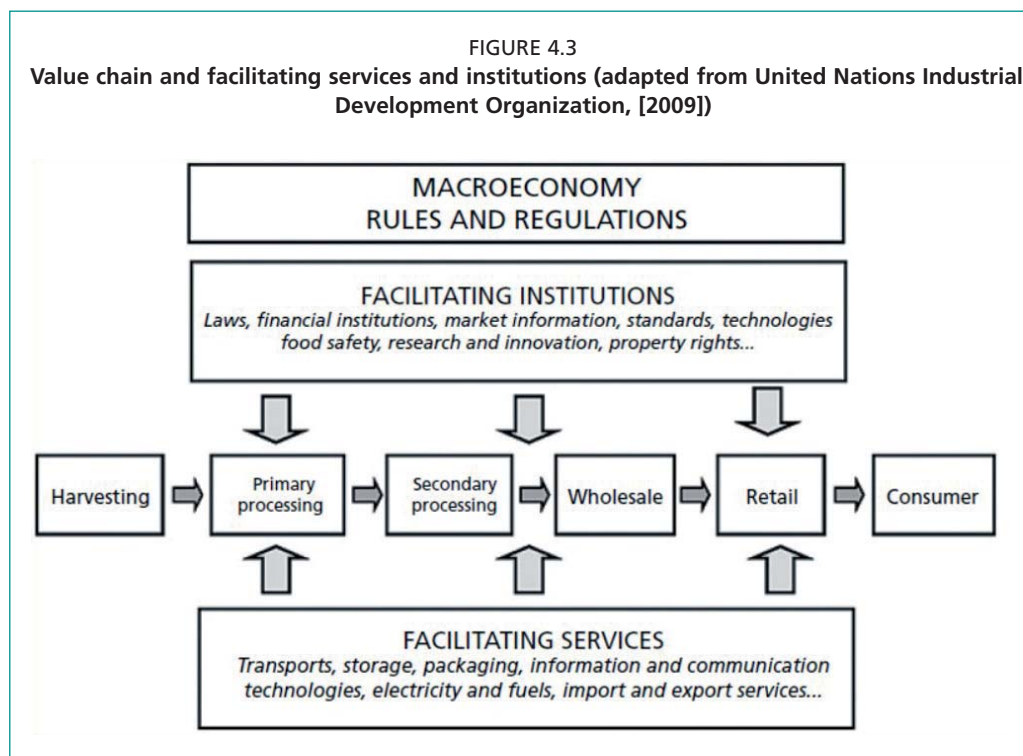 FIGURE 4.3
Value chain and facilitating services and institutions (adapted from United Nations Industrial
Development Organization, [2009])
MACROECONOMY
RULES AND REGULATIONS
FACILITATING INSTITUTIONS
Laws, financial institutions, market information, standards, technologies
food safety, research and innovation, property rights...
Harvesting
Primary
processing
Secondary
processing
Wholesale
Retail
Consumer
FACILITATING SERVICES
Transports, storage, packaging, information and communication
technologies, electricity and fuels, import and export services...